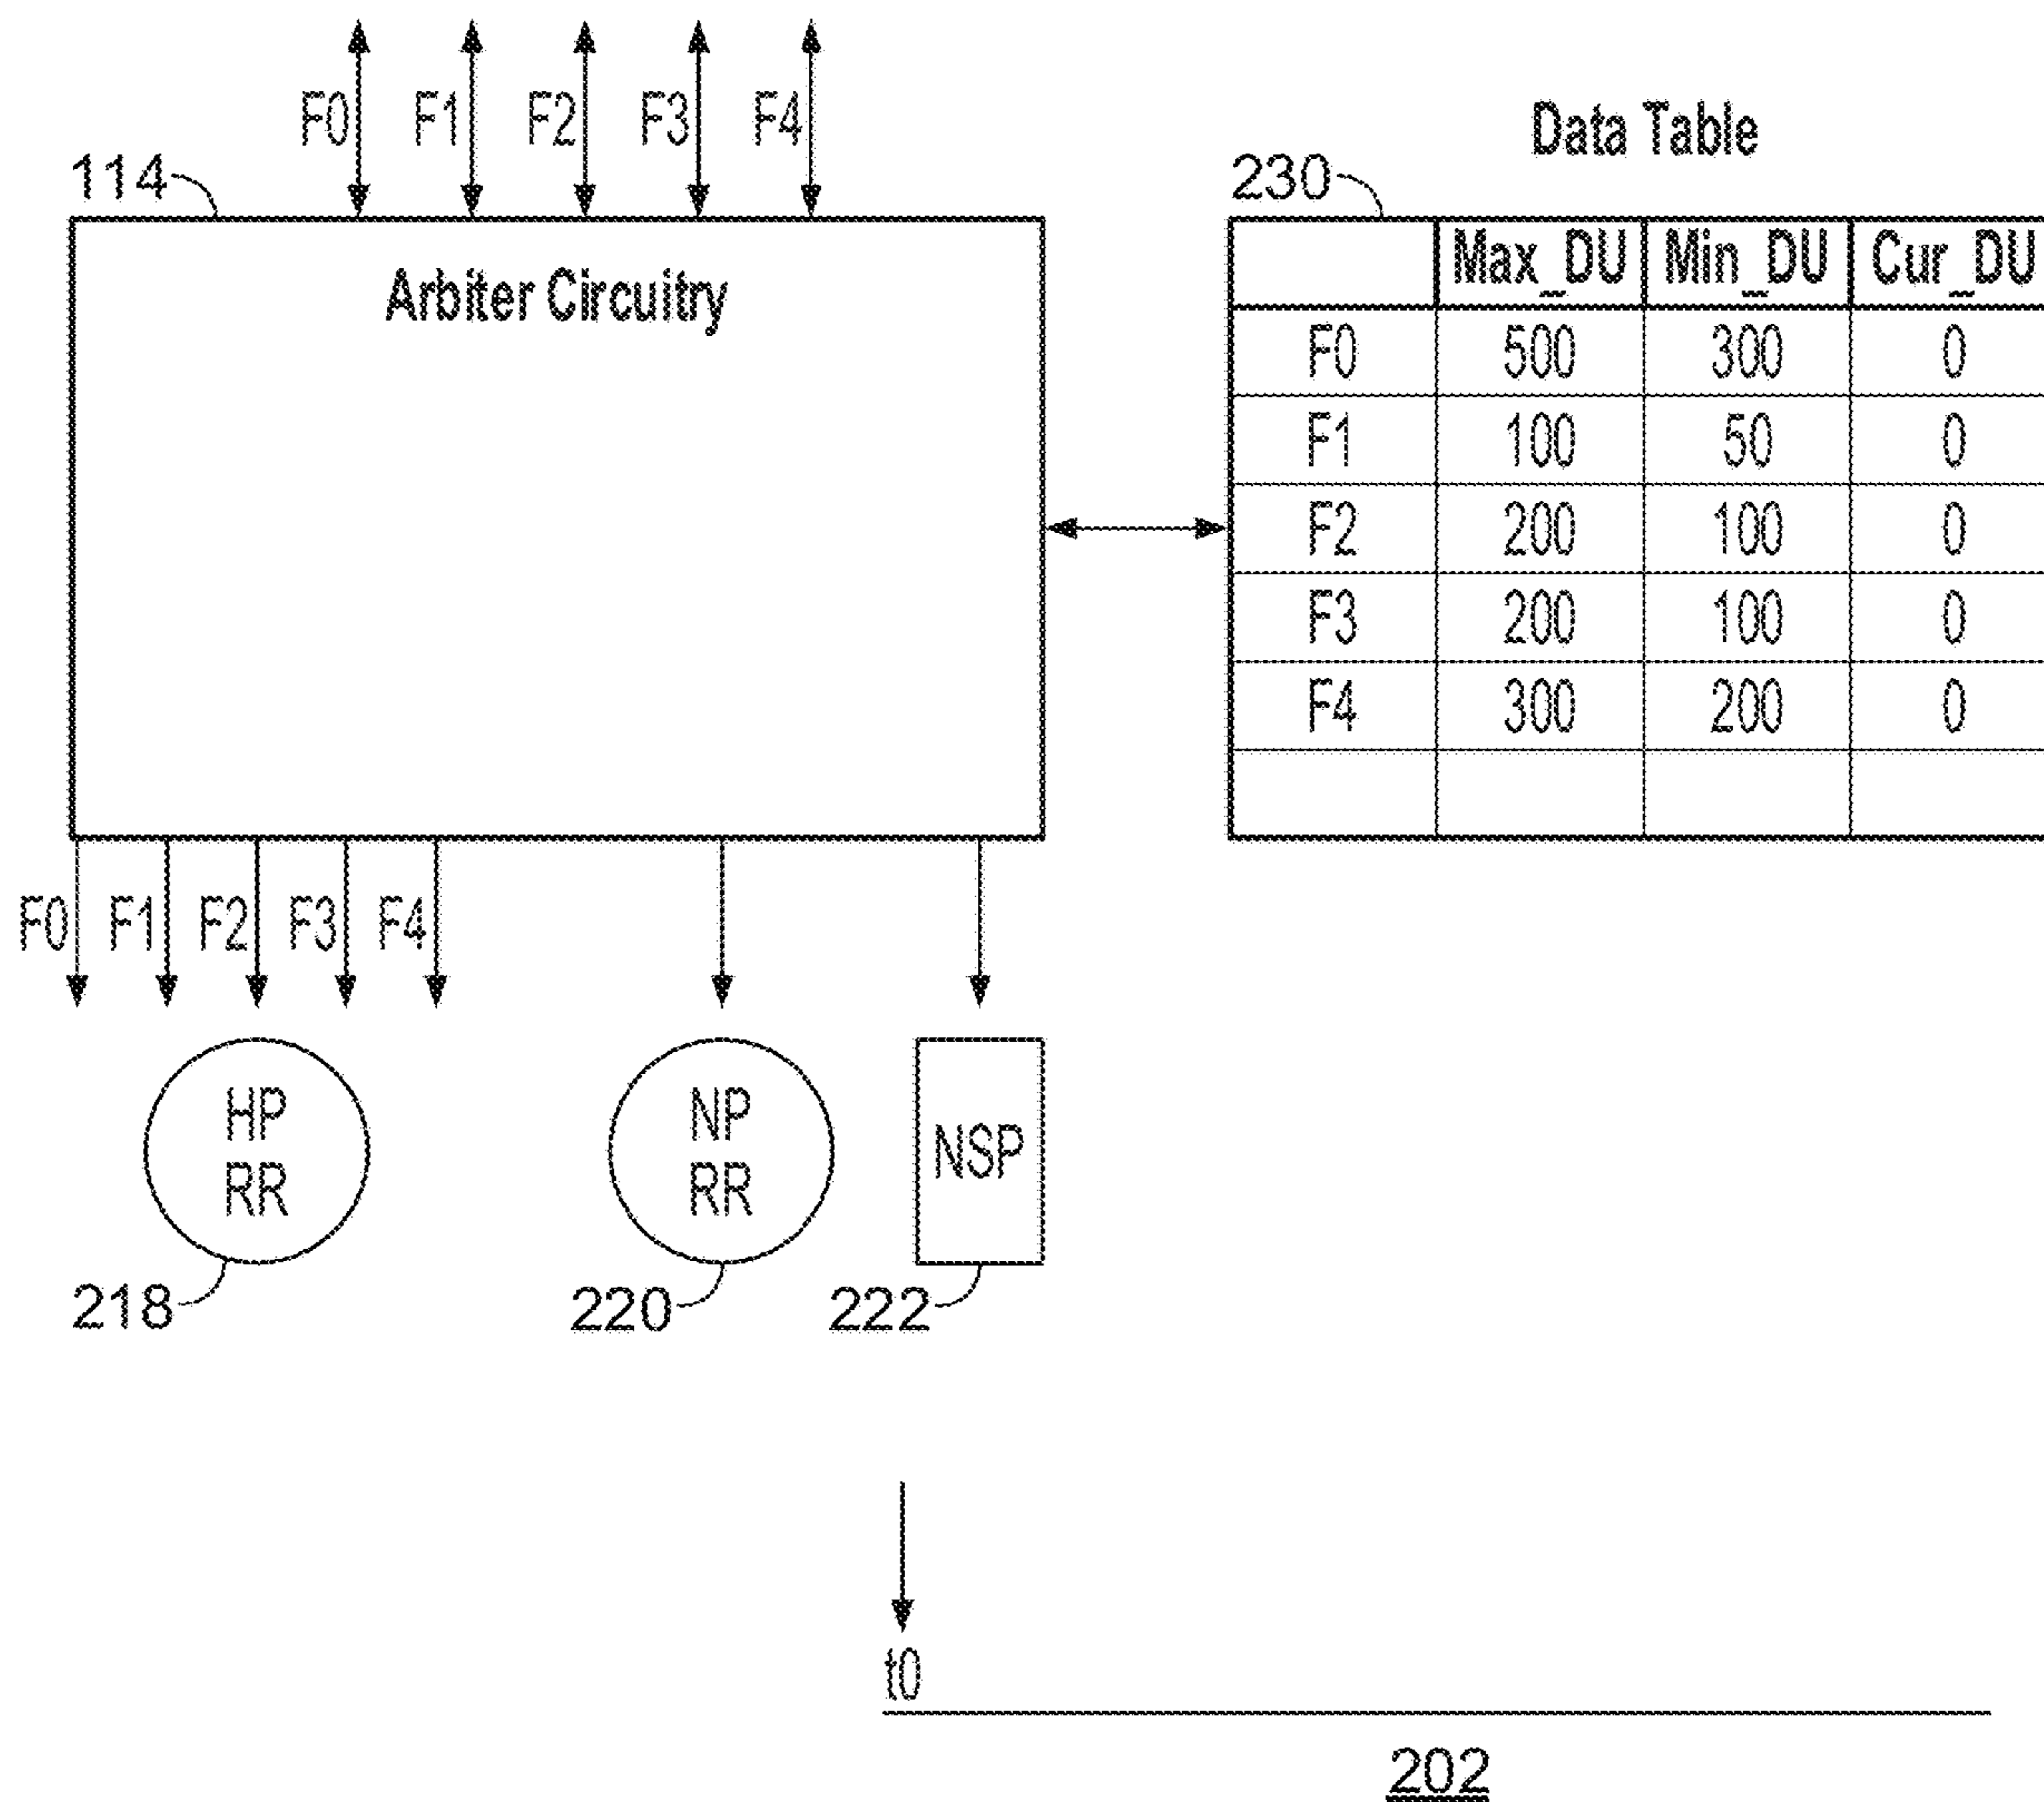 F0 F1 F2 F3 F4
114
Arbiter Circuitry
Data Table
230
Max_DU Min_DU Cur_DU
F0 500 300 0
F1 100 50 0
F2 200 100 0
F3 200 100 0
F4 300 200 0
F0 F1 F2 F3 F4
HP
RR
NP
RR
NSP
218
220
222
t0
202